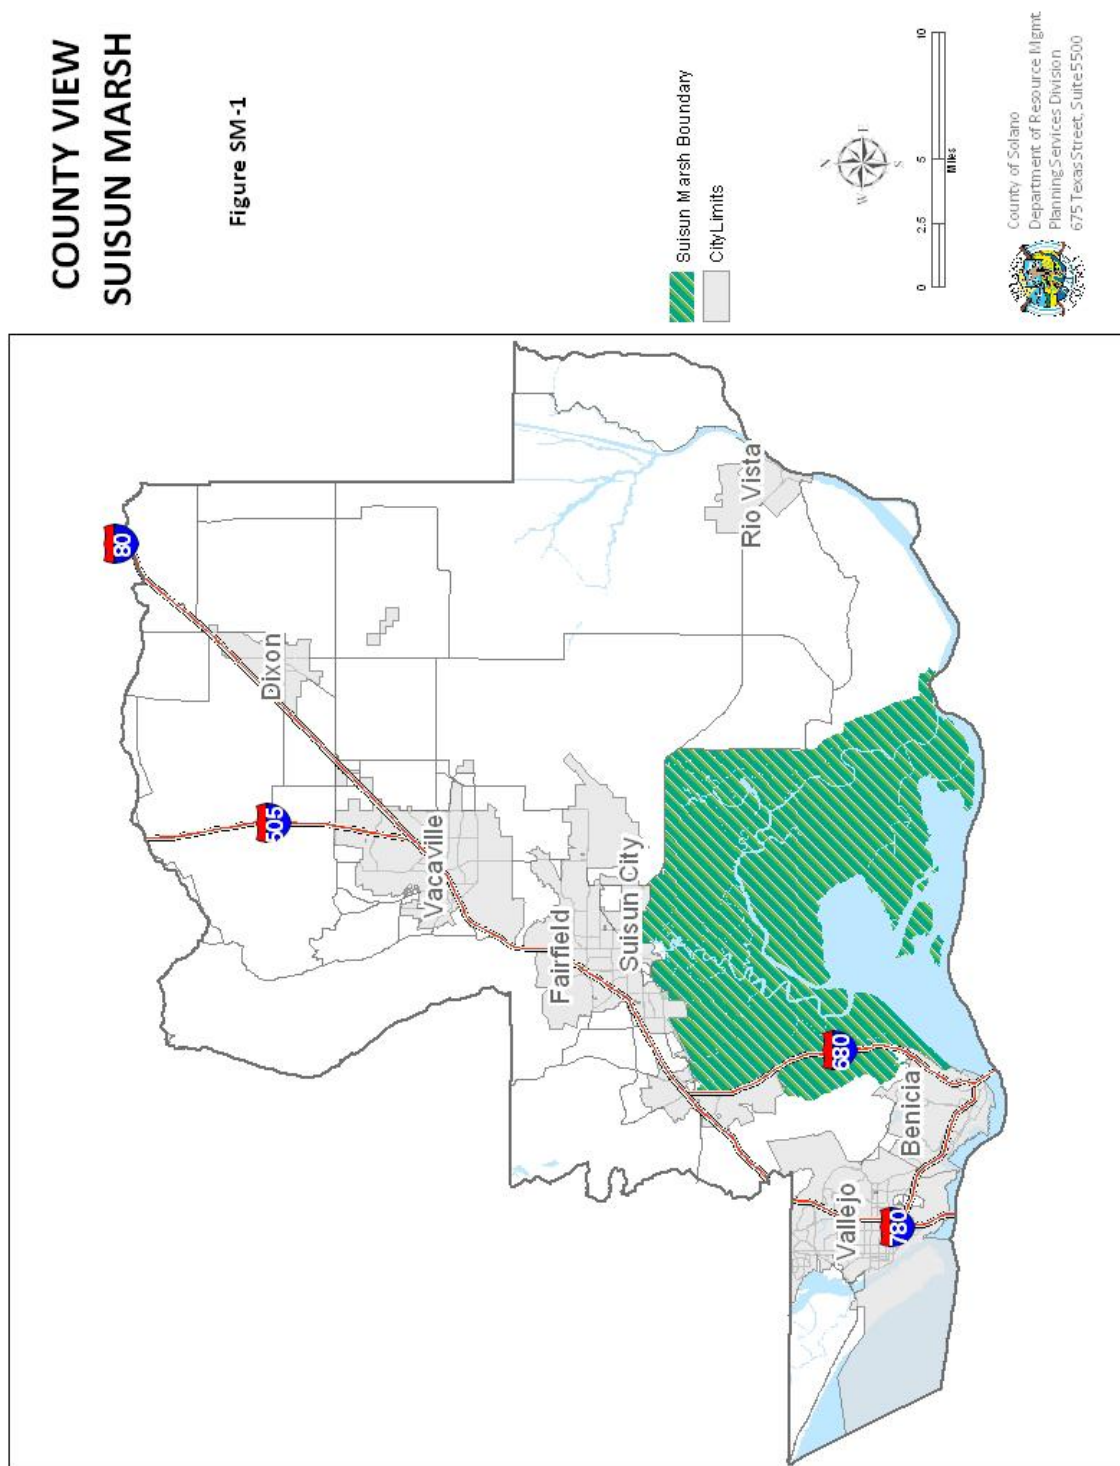 COUNTY VIEW
SUISUN MARSH
Figure SM-1
80
505
Dixon
Vacaville
Fairfield
Suisun City
Rio Vista
680
Benicia
Vallejo
780
Suisun Marsh Boundary
City Limits
N
W
E
S
0 2.5 5 10
Miles
County of Solano
Department of Resource Mgmt
Planning Services Division
675 Texas Street, Suite 5500